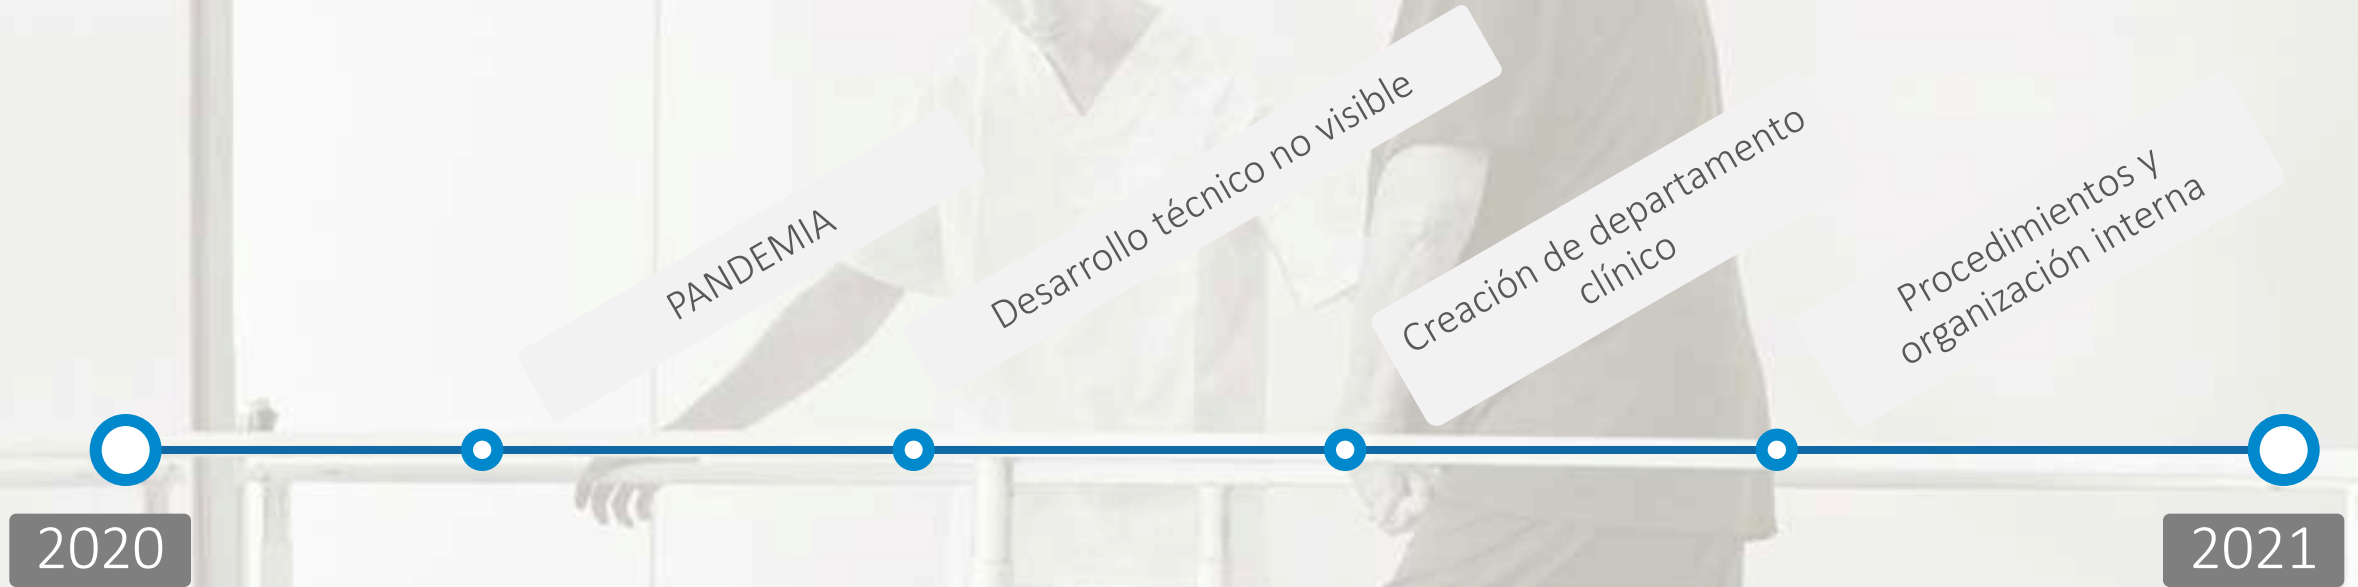 PANDEMIA
Desarrollo técnico no visible
Creación de departamento
clínico
Procedimientos y
organización interna
2020
2021